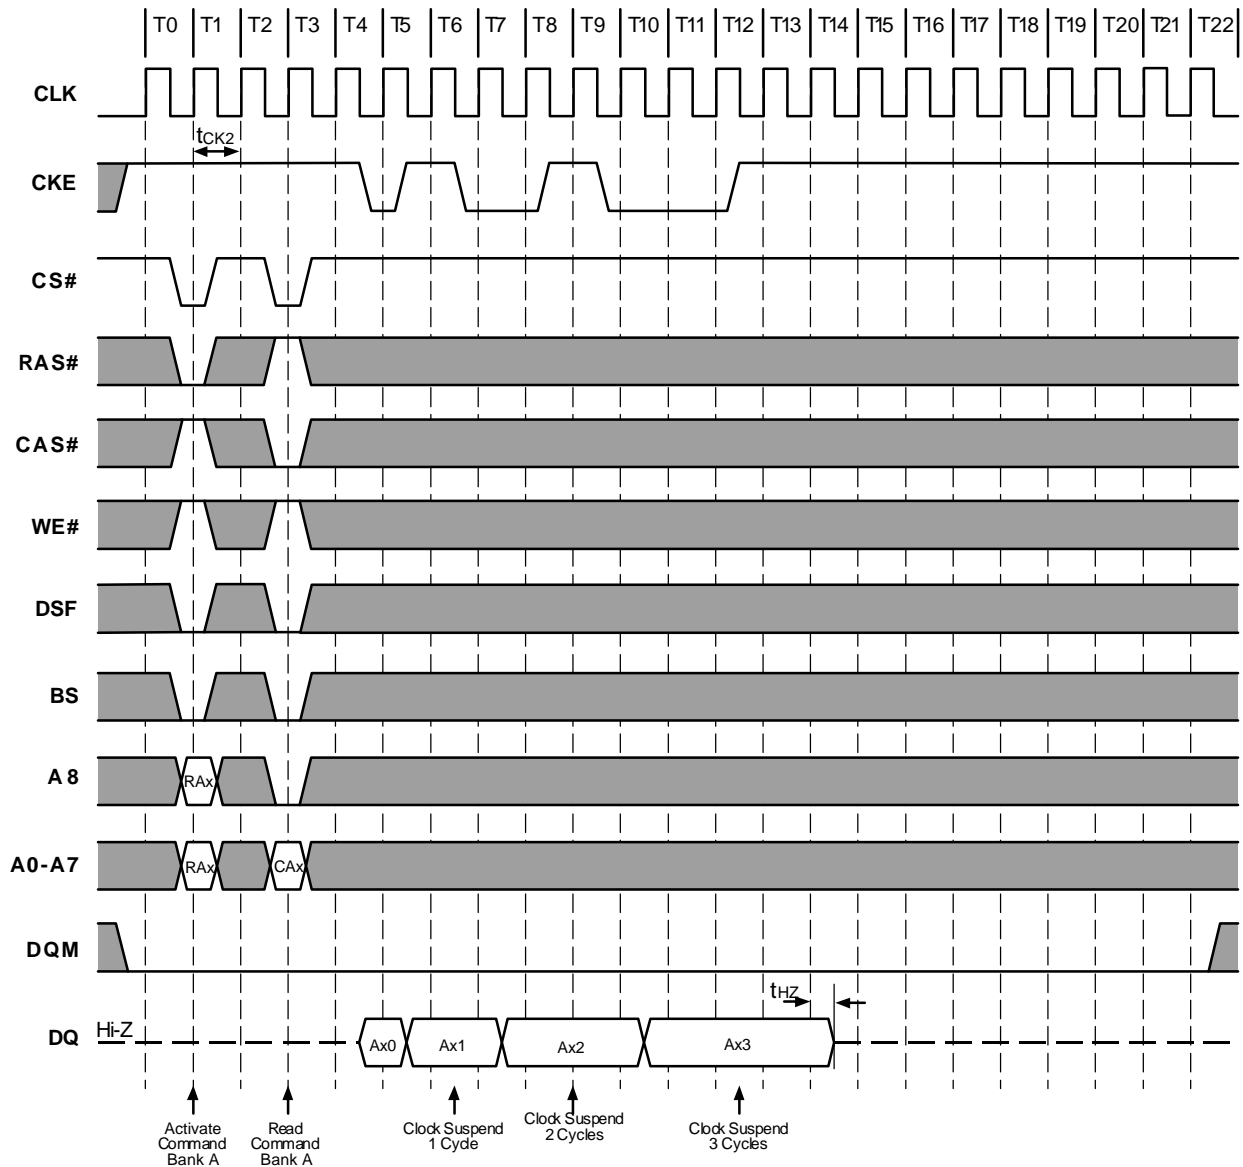 T0 T1 T2 T3 T4 T5 T6 T7 T8 T9 T10 T11 T12 T13 T14 T15 T16 T17 T18 T19 T20 T21 T22
CLK
tCK2
CKE
CS#
RAS#
CAS#
WE#
DSF
BS
A8
RAx
A0-A7
RAx CAx
DQM
tHZ
DQ
Hi-Z
Ax0 Ax1 Ax2 Ax3
Activate
Command
Bank A
Read
Command
Bank A
Clock Suspend
1 Cycle
Clock Suspend
2 Cycles
Clock Suspend
3 Cycles